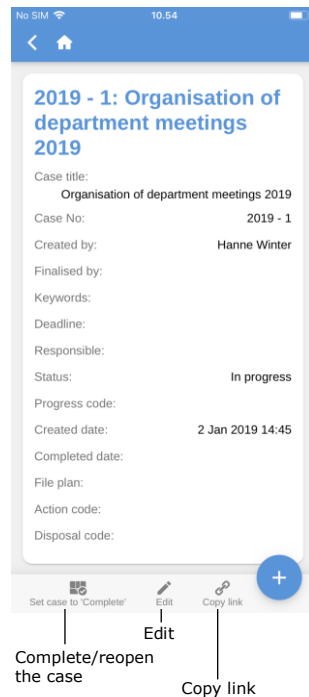 No SIM 10.54
2019 - 1: Organisation of
department meetings
2019
Case title:
Organisation of department meetings 2019
Case No: 2019 - 1
Created by: Hanne Winter
Finalised by:
Keywords:
Deadline:
Responsible:
Status: In progress
Progress code:
Created date: 2 Jan 2019 14:45
Completed date:
File plan:
Action code:
Disposal code:
Set case to 'Complete' Edit Copy link
Edit
Complete/reopen
the case
Copy link